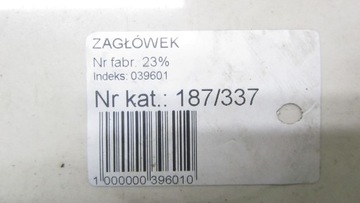 ZAGŁÓWEK
Nr fabr. 23%
Indeks: 039601
Nr kat.: 187/337
1 000000 396010